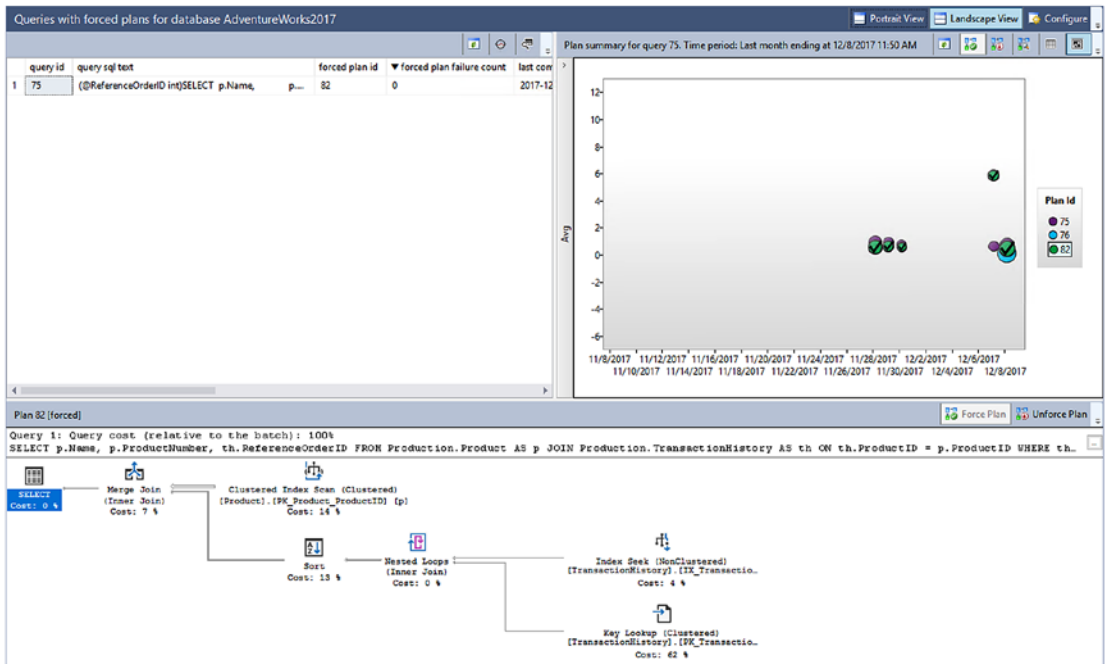 Queries with forced plans for database AdventureWorks2017
Portrait View
Landscape View
Configure
Plan summary for query 75. Time period: Last month ending at 12/8/2017 11:50 AM
query id
query sql text
forced plan id
▼ forced plan failure count
last com
1
75
(@ReferenceOrderID int)SELECT p.Name, p....
82
0
2017-12
Avg
12
10
8
6
4
2
0
-2
-4
-6
11/8/2017 11/12/2017 11/16/2017 11/20/2017 11/24/2017 11/28/2017 12/2/2017 12/6/2017
11/10/2017 11/14/2017 11/18/2017 11/22/2017 11/26/2017 11/30/2017 12/4/2017 12/8/2017
Plan Id
75
76
82
Plan 82 [forced]
Force Plan
Unforce Plan
Query 1: Query cost (relative to the batch): 100%
SELECT p.Name, p.ProductNumber, th.ReferenceOrderID FROM Production.Product AS p JOIN Production.TransactionHistory AS th ON th.ProductID = p.ProductID WHERE th…
SELECT
Cost: 0 %
Merge Join
(Inner Join)
Cost: 7 %
Clustered Index Scan (Clustered)
[Product].[PK_Product_ProductID] [p]
Cost: 14 %
Sort
Cost: 13 %
Nested Loops
(Inner Join)
Cost: 0 %
Index Seek (NonClustered)
[TransactionHistory].[IX_Transactio…
Cost: 4 %
Key Lookup (Clustered)
[TransactionHistory].[PK_Transactio…
Cost: 62 %